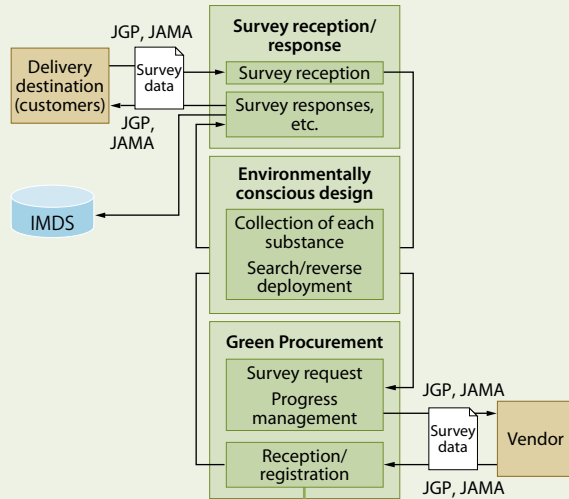 JGP, JAMA
Delivery
destination
(customers)
Survey
data
JGP,
JAMA
Survey reception/
response
Survey reception
Survey responses,
etc.
IMDS
Environmentally
conscious design
Collection of each
substance
Search/reverse
deployment
Green Procurement
Survey request
Progress
management
Reception/
registration
JGP, JAMA
Survey
data
Vendor
JGP, JAMA